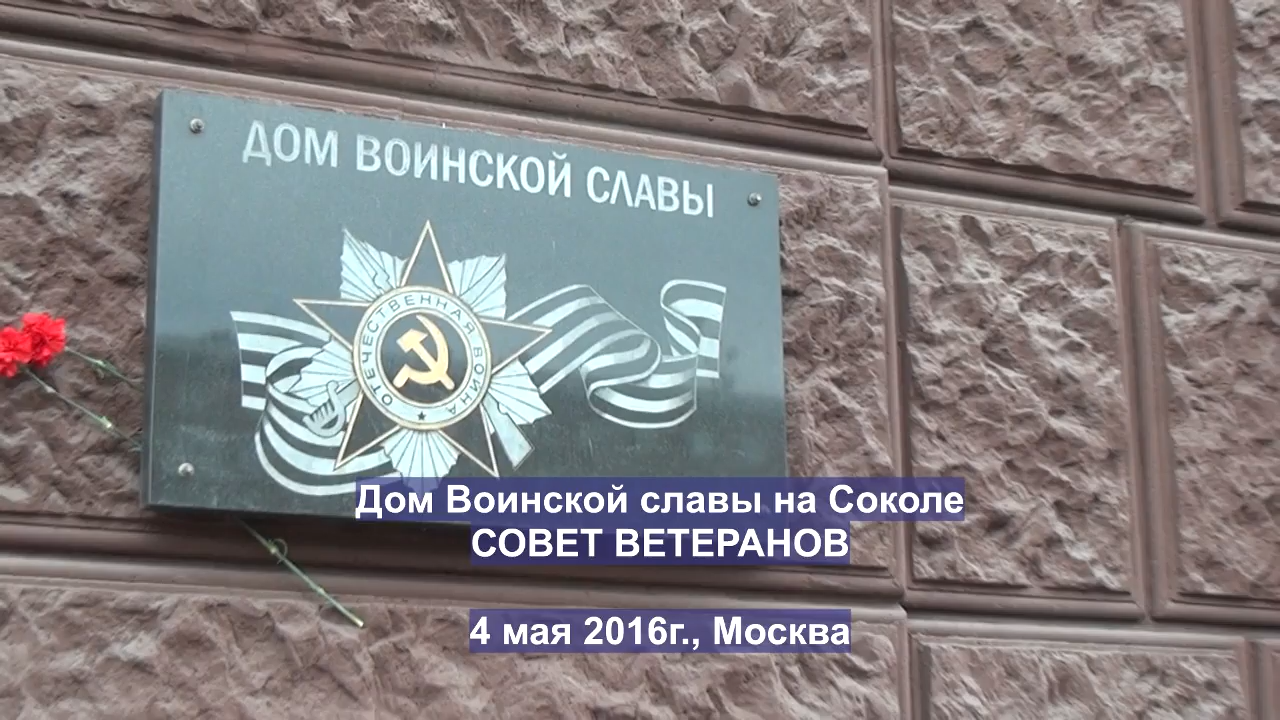 ДОМ ВОИНСКОЙ СЛАВЫ
ОТЕЧЕСТВЕННАЯ ВОЙНА
Дом Воинской славы на Соколе
СОВЕТ ВЕТЕРАНОВ
4 мая 2016г., Москва